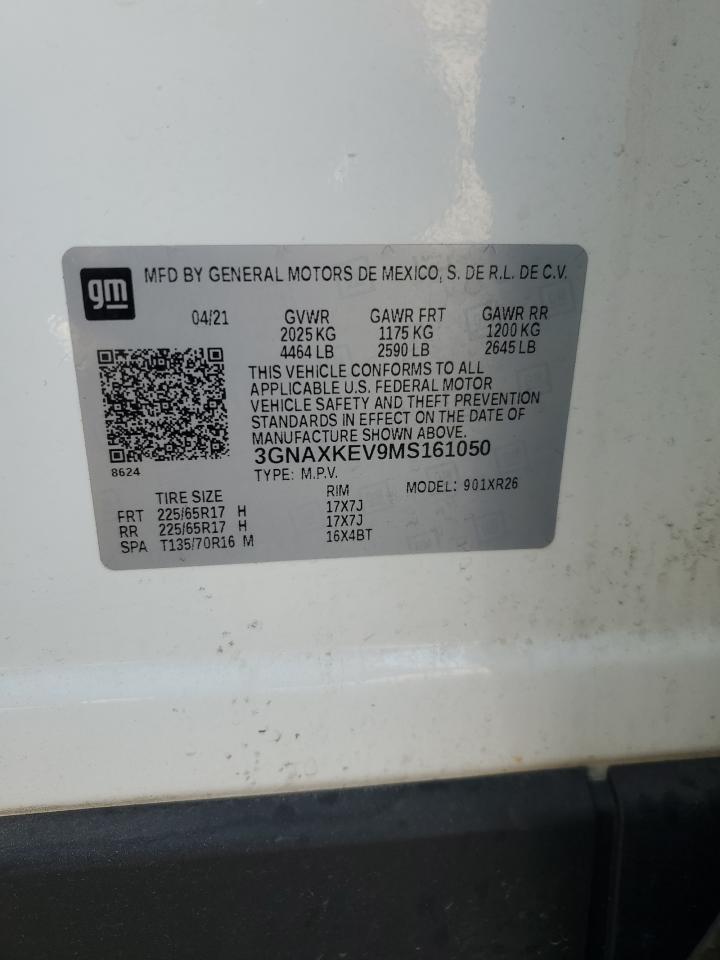 gm MFD BY GENERAL MOTORS DE MEXICO, S. DE R.L. DE C.V.
04/21 GVWR GAWR FRT GAWR RR
2025 KG 1175 KG 1200 KG
4464 LB 2590 LB 2645 LB
THIS VEHICLE CONFORMS TO ALL
APPLICABLE U.S. FEDERAL MOTOR
VEHICLE SAFETY AND THEFT PREVENTION
STANDARDS IN EFFECT ON THE DATE OF
MANUFACTURE SHOWN ABOVE.
3GNAXKEV9MS161050
8624 TYPE: M.P.V. MODEL: 901XR26
TIRE SIZE RIM
FRT 225/65R17 H 17X7J
RR 225/65R17 H 17X7J
SPA T135/70R16 M 16X4BT